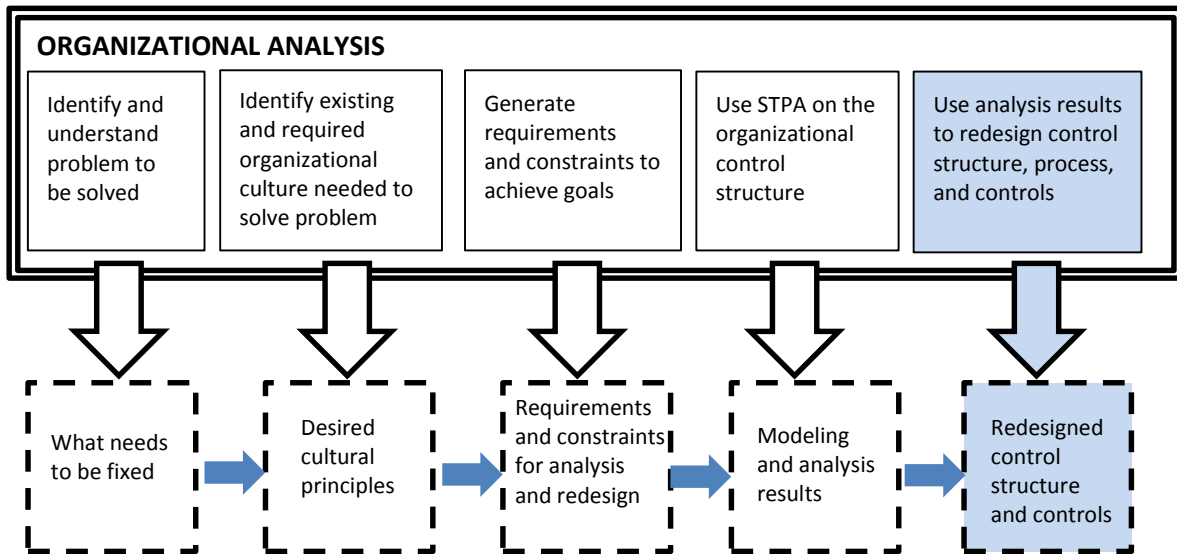 ORGANIZATIONAL ANALYSIS
Identify and
understand
problem to
be solved
Identify existing
and required
organizational
culture needed to
solve problem
Generate
requirements
and constraints to
achieve goals
Use STPA on the
organizational
control
structure
Use analysis results
to redesign control
structure, process,
and controls
What needs
to be fixed
Desired
cultural
principles
Requirements
and constraints
for analysis
and redesign
Modeling
and analysis
results
Redesigned
control
structure
and controls